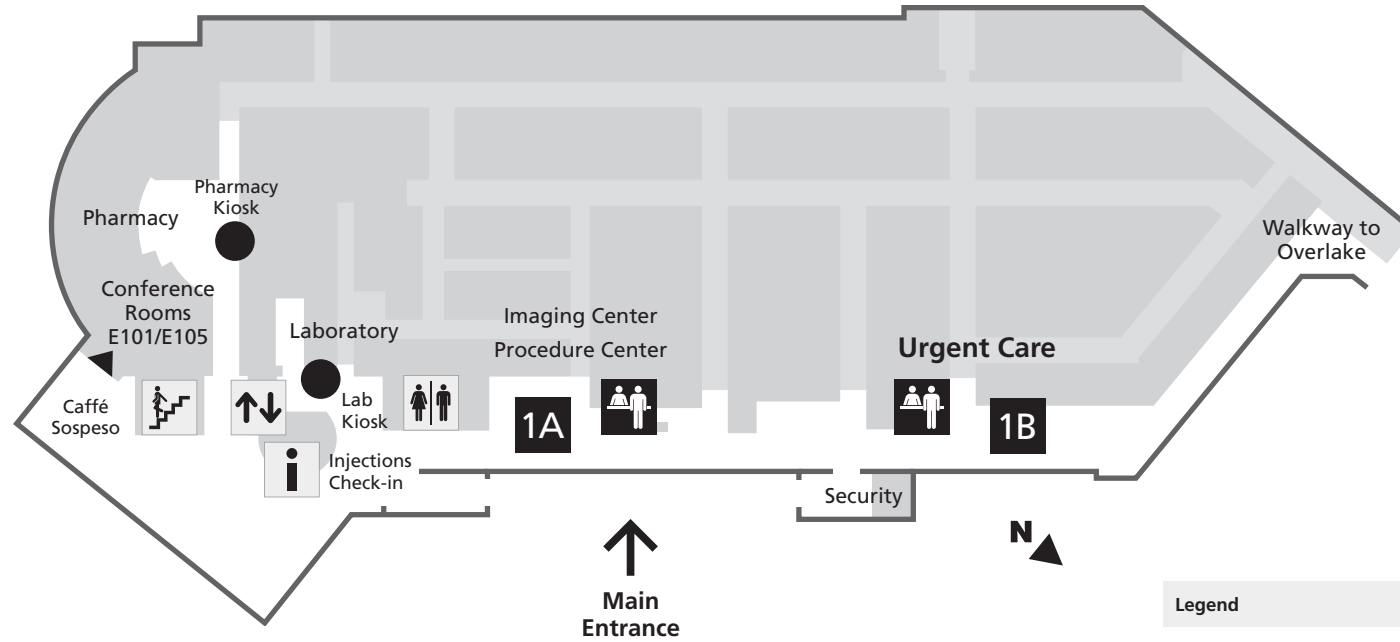 Pharmacy
Kiosk
Pharmacy
Walkway to
Overlake
Conference
Rooms
E101/E105
Laboratory
Imaging Center
Procedure Center
Urgent Care
Caffé
Sospeso
Lab
Kiosk
1A
1B
i
Injections
Check-in
Security
N
Main
Entrance
Legend